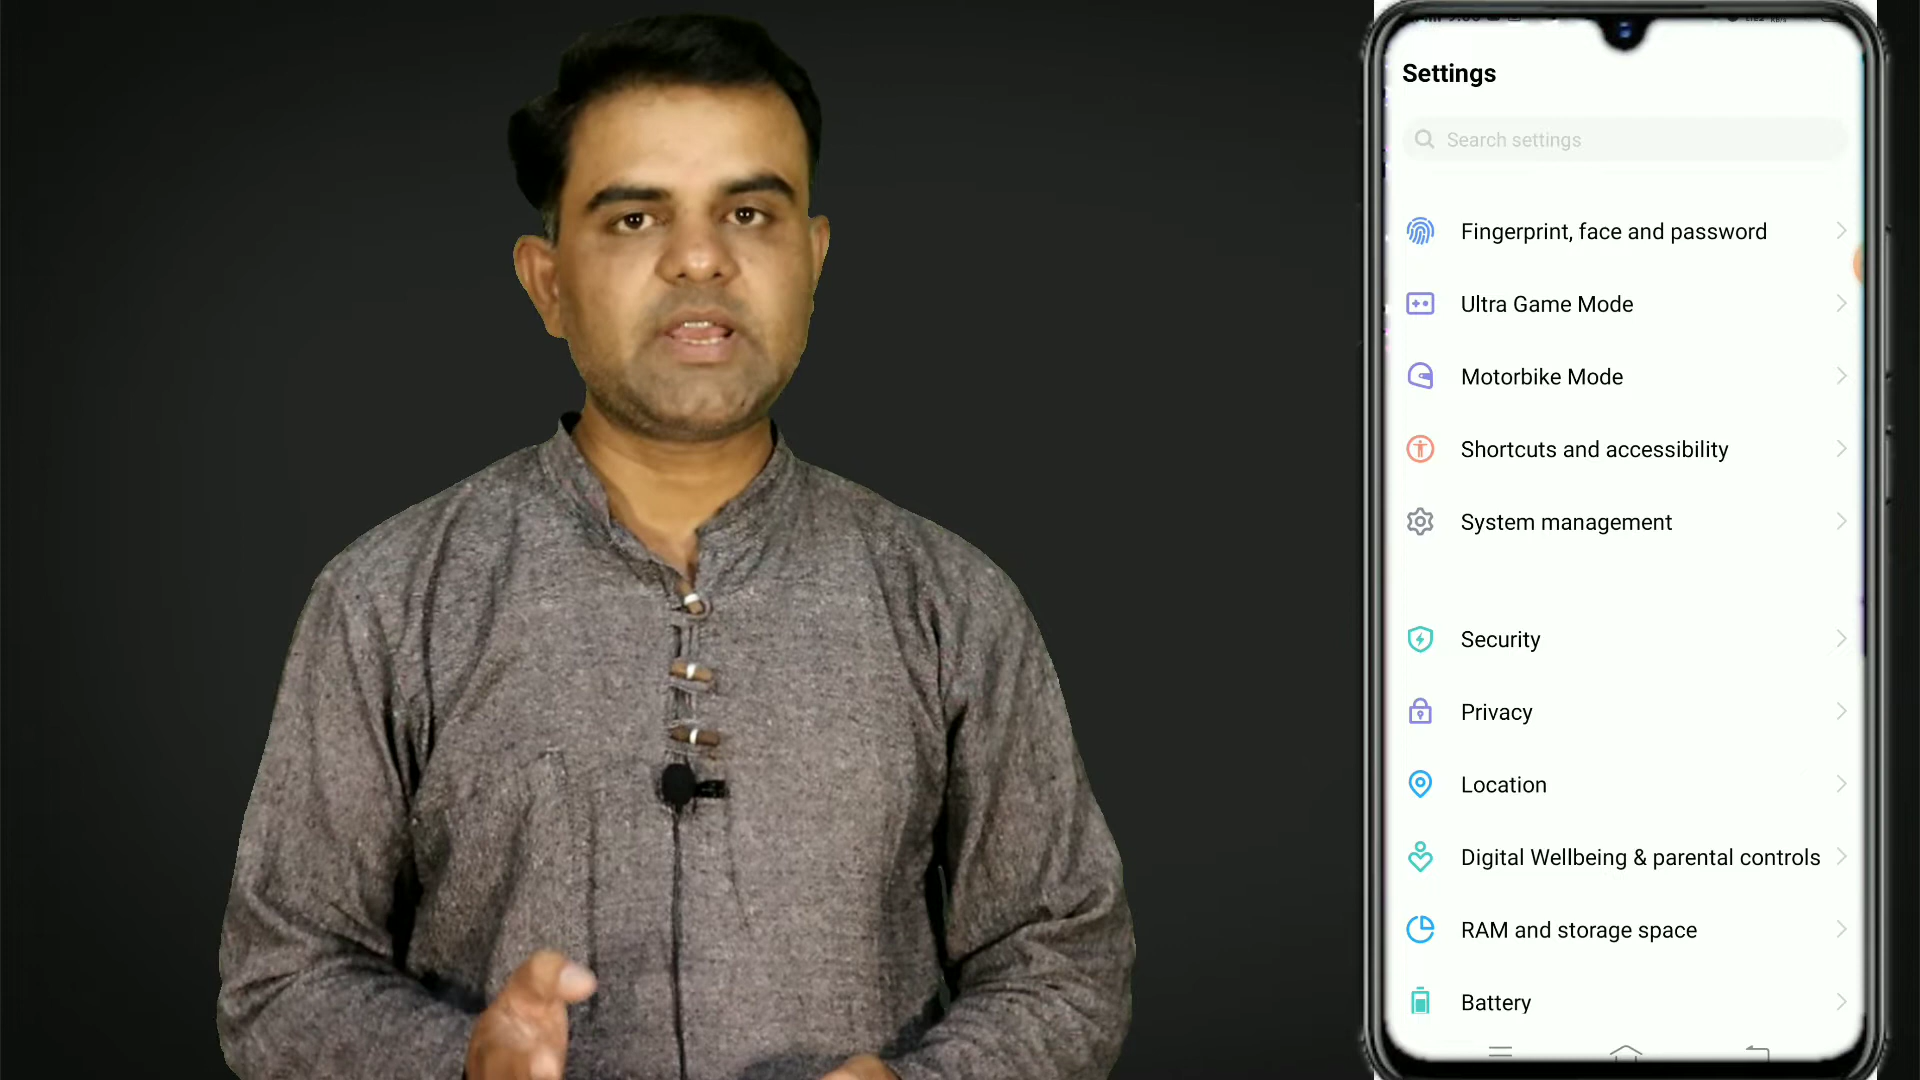 Settings
Search settings
Fingerprint, face and password
Ultra Game Mode
Motorbike Mode
Shortcuts and accessibility
System management
Security
Privacy
Location
Digital Wellbeing & parental controls
RAM and storage space
Battery